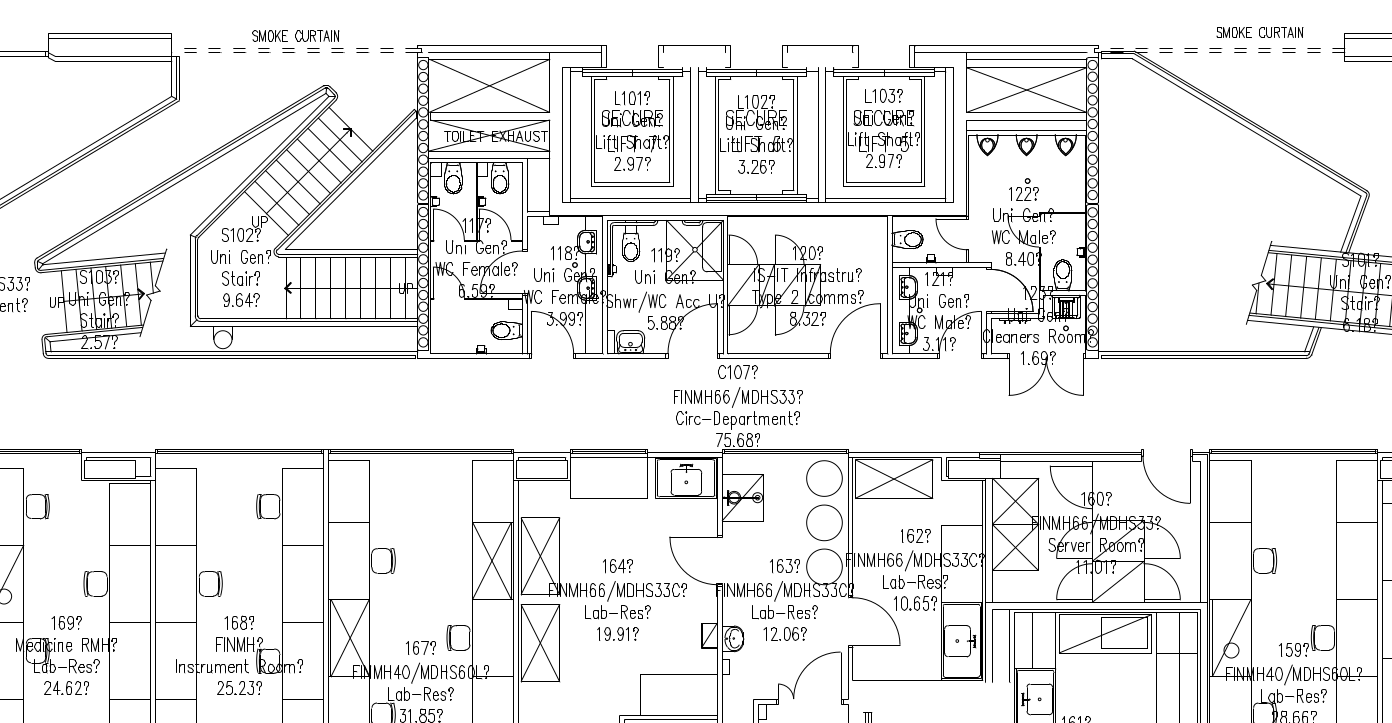 SMOKE CURTAIN
SMOKE CURTAIN
L101?
SECURE
Uni Gen?
Lift Shaft?
LIFT 7
2.97?
L102?
SECURE
Uni Gen?
Lift Shaft?
LIFT 6
3.26?
L103?
SECURE
Uni Gen?
Lift Shaft?
LIFT 5
2.97?
TOILET EXHAUST
UP
S102?
Uni Gen?
Stair?
9.64?
UP
S103?
Uni Gen?
Stair?
2.57?
UP
S33?
ent?
117?
Uni Gen?
WC Female?
6.59?
118?
Uni Gen?
WC Female?
3.99?
119?
Uni Gen?
Shwr/WC Acc U?
5.88?
120?
IS-IT Infrastru?
Type 2 comms?
8.32?
121?
Uni Gen?
WC Male?
3.11?
122?
Uni Gen?
WC Male?
8.40?
123?
Uni Gen?
Cleaners Room?
1.69?
S101?
Uni Gen?
Stair?
6.18?
C107?
FINMH66/MDHS33?
Circ-Department?
75.68?
169?
Medicine RMH?
Lab-Res?
24.62?
168?
FINMH?
Instrument Room?
25.23?
167?
FINMH40/MDHS60L?
Lab-Res?
31.85?
164?
FINMH66/MDHS33C?
Lab-Res?
19.91?
163?
FINMH66/MDHS33C?
Lab-Res?
12.06?
162?
FINMH66/MDHS33C?
Lab-Res?
10.65?
160?
FINMH66/MDHS33?
Server Room?
11.01?
161?
159?
FINMH40/MDHS60L?
Lab-Res?
28.66?